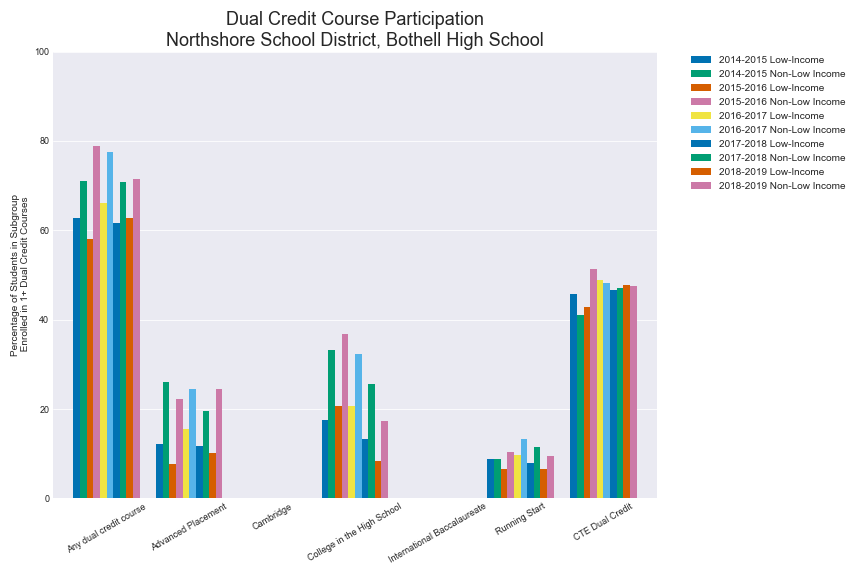 Dual Credit Course Participation
Northshore School District, Bothell High School
Percentage of Students in Subgroup
Enrolled in 1+ Dual Credit Courses
100
80
60
40
20
0
Any dual credit course
Advanced Placement
Cambridge
College in the High School
International Baccalaureate
Running Start
CTE Dual Credit
2014-2015 Low-Income
2014-2015 Non-Low Income
2015-2016 Low-Income
2015-2016 Non-Low Income
2016-2017 Low-Income
2016-2017 Non-Low Income
2017-2018 Low-Income
2017-2018 Non-Low Income
2018-2019 Low-Income
2018-2019 Non-Low Income